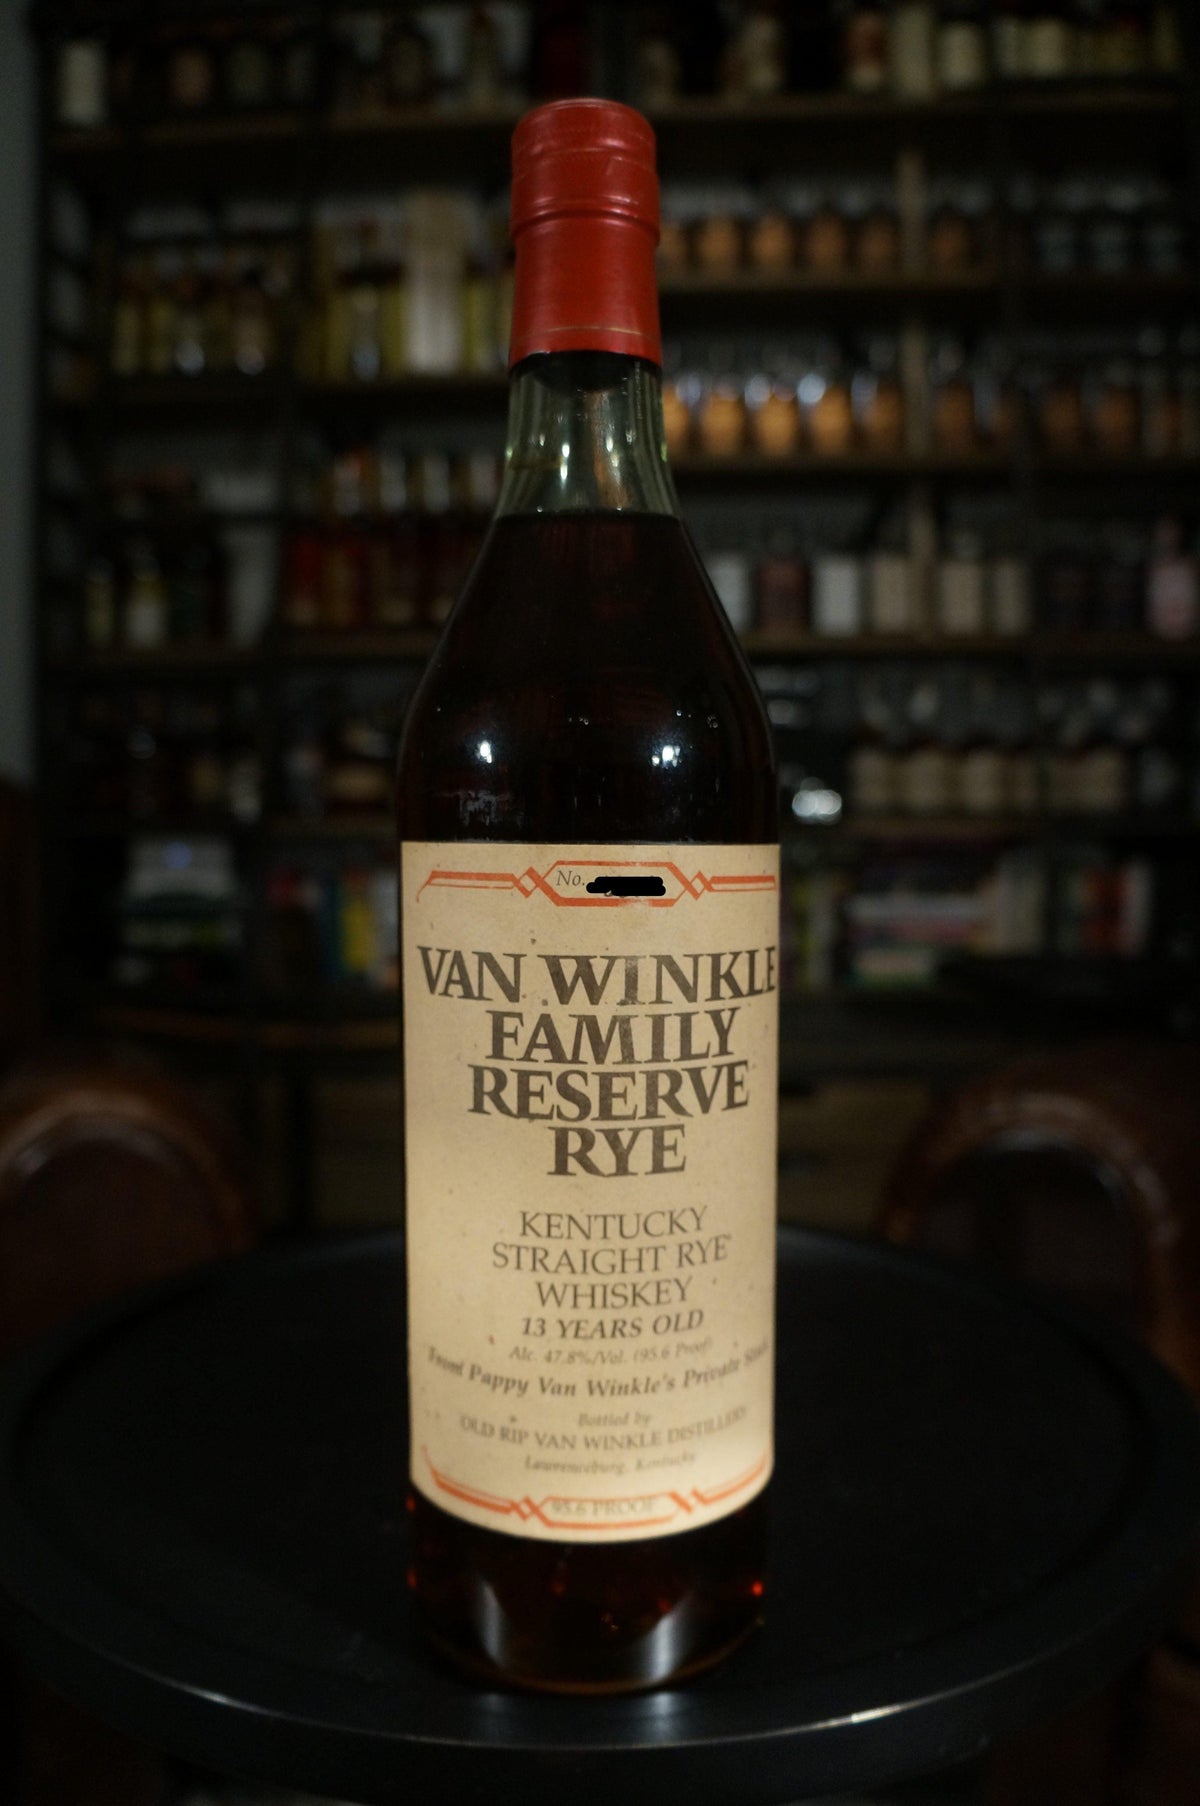 No.
VAN WINKLE
FAMILY
RESERVE
RYE
KENTUCKY
STRAIGHT RYE
WHISKEY
13 YEARS OLD
Alc. 47.8%/Vol. (95.6 Proof)
From Pappy Van Winkle's Private Stock
Bottled by
OLD RIP VAN WINKLE DISTILLERY
Lawrenceburg, Kentucky
95.6 PROOF